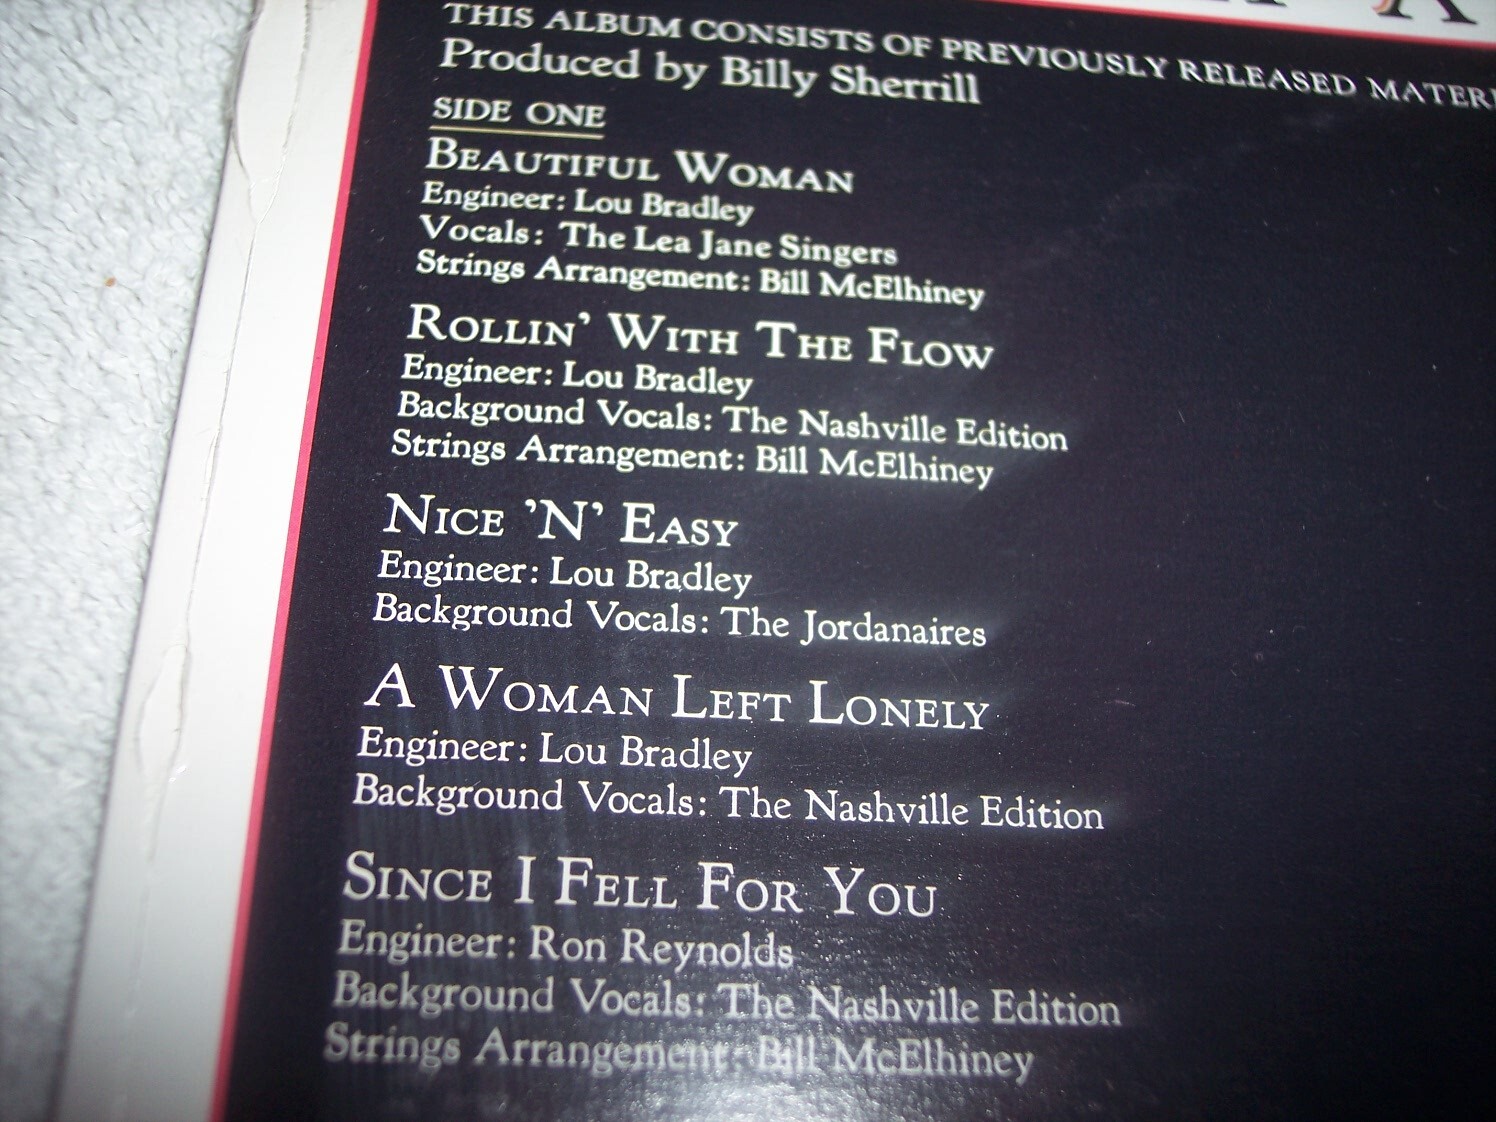 THIS ALBUM CONSISTS OF PREVIOUSLY RELEASED
Produced by Billy Sherrill
SIDE ONE
BEAUTIFUL WOMAN
Engineer: Lou Bradley
Vocals: The Lea Jane Singers
Strings Arrangement: Bill McElhiney
ROLLIN' WITH THE FLOW
Engineer: Lou Bradley
Background Vocals: The Nashville Edition
Strings Arrangement: Bill McElhiney
NICE 'N' EASY
Engineer: Lou Bradley
Background Vocals: The Jordanaires
A WOMAN LEFT LONELY
Engineer: Lou Bradley
Background Vocals: The Nashville Edition
SINCE I FELL FOR YOU
Engineer: Ron Reynolds
Background Vocals: The Nashville Edition
Strings Arrangement: Bill McElhiney